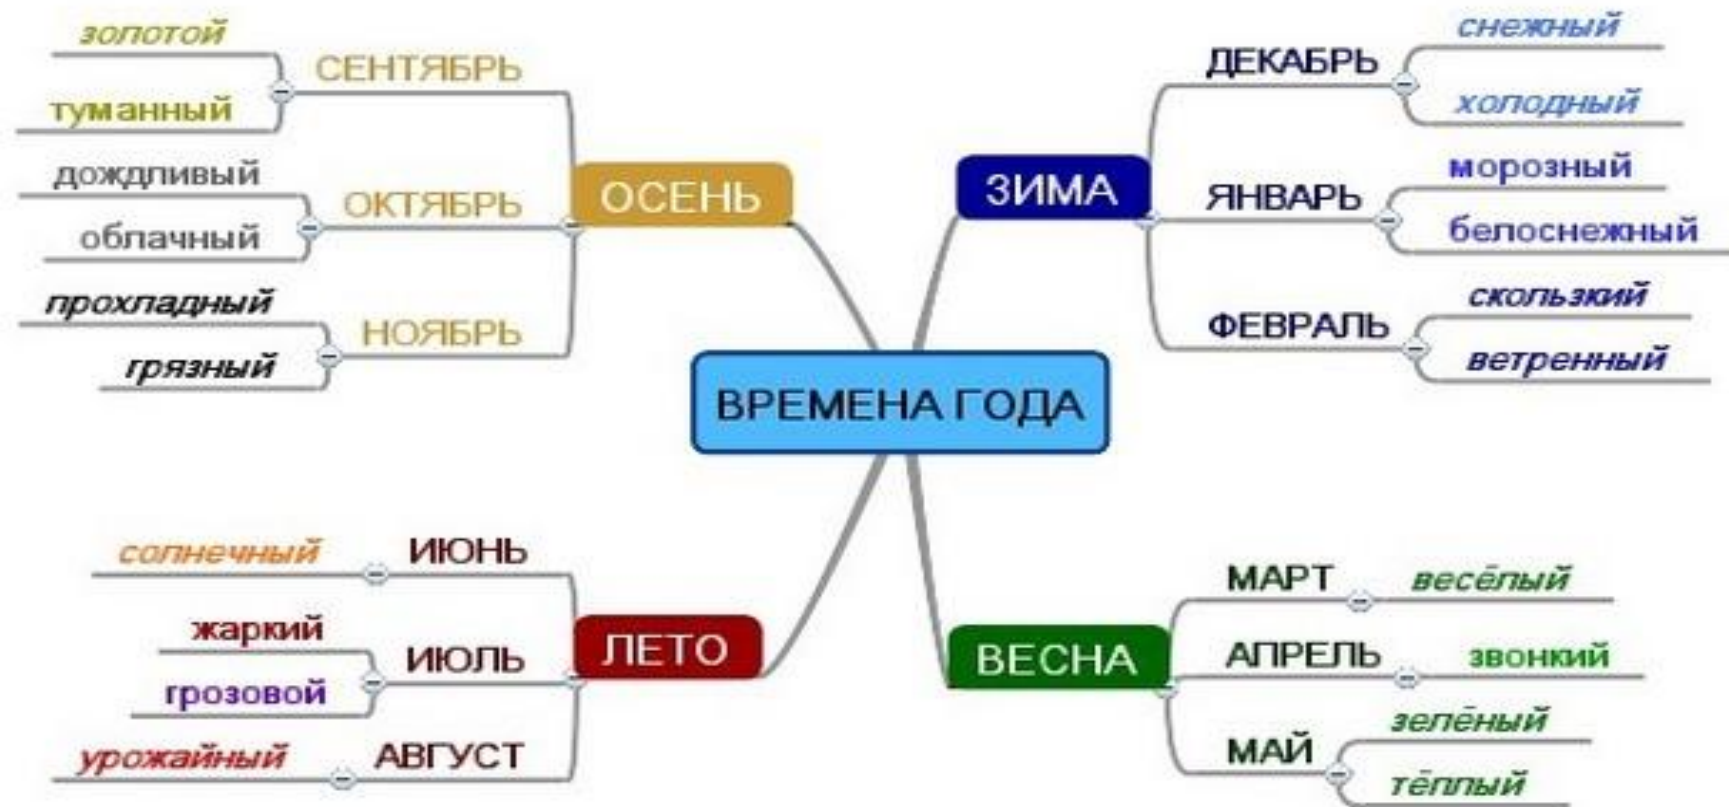 ВРЕМЕНА ГОДА
ОСЕНЬ
СЕНТЯБРЬ
золотой
туманный
ОКТЯБРЬ
дождливый
облачный
НОЯБРЬ
прохладный
грязный
ЗИМА
ДЕКАБРЬ
снежный
холодный
ЯНВАРЬ
морозный
белоснежный
ФЕВРАЛЬ
скользкий
ветренный
ЛЕТО
ИЮНЬ
солнечный
ИЮЛЬ
жаркий
грозовой
АВГУСТ
урожайный
ВЕСНА
МАРТ
весёлый
АПРЕЛЬ
звонкий
МАЙ
зелёный
тёплый